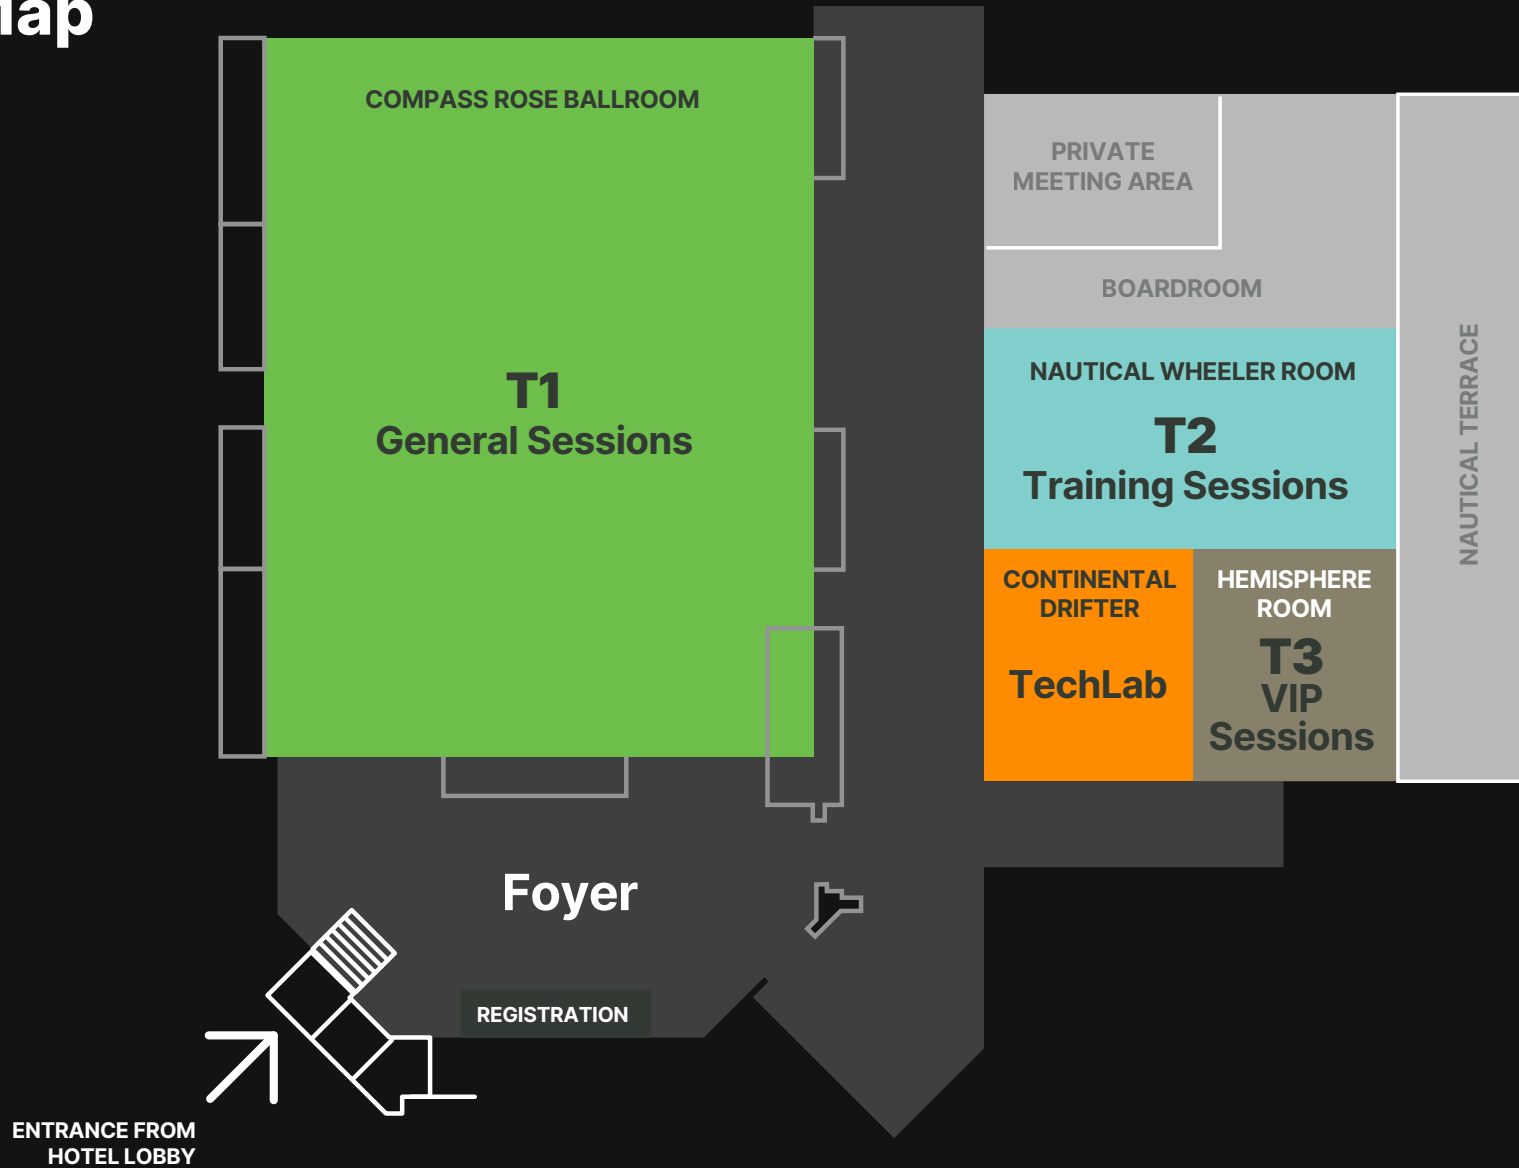 COMPASS ROSE BALLROOM
T1
General Sessions
PRIVATE
MEETING AREA
BOARDROOM
NAUTICAL WHEELER ROOM
T2
Training Sessions
CONTINENTAL
DRIFTER
TechLab
HEMISPHERE
ROOM
T3
VIP
Sessions
NAUTICAL TERRACE
Foyer
REGISTRATION
ENTRANCE FROM
HOTEL LOBBY